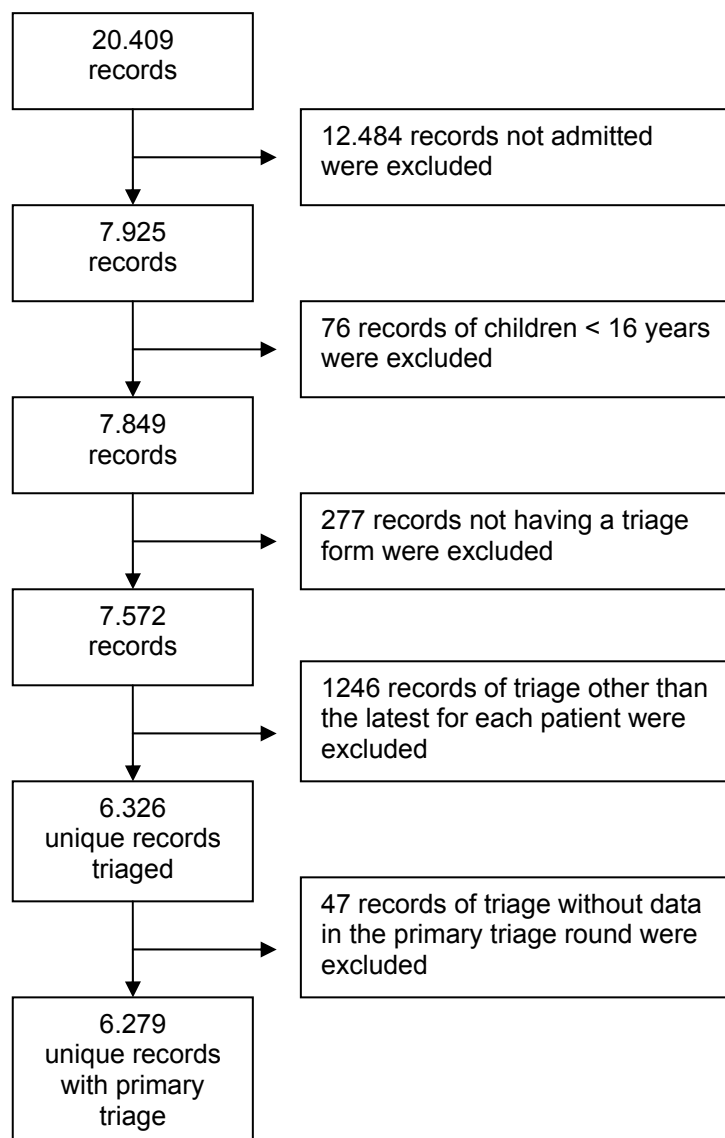 20.409
records
12.484 records not admitted
were excluded
7.925
records
76 records of children < 16 years
were excluded
7.849
records
277 records not having a triage
form were excluded
7.572
records
1246 records of triage other than
the latest for each patient were
excluded
6.326
unique records
triaged
47 records of triage without data
in the primary triage round were
excluded
6.279
unique records
with primary
triage